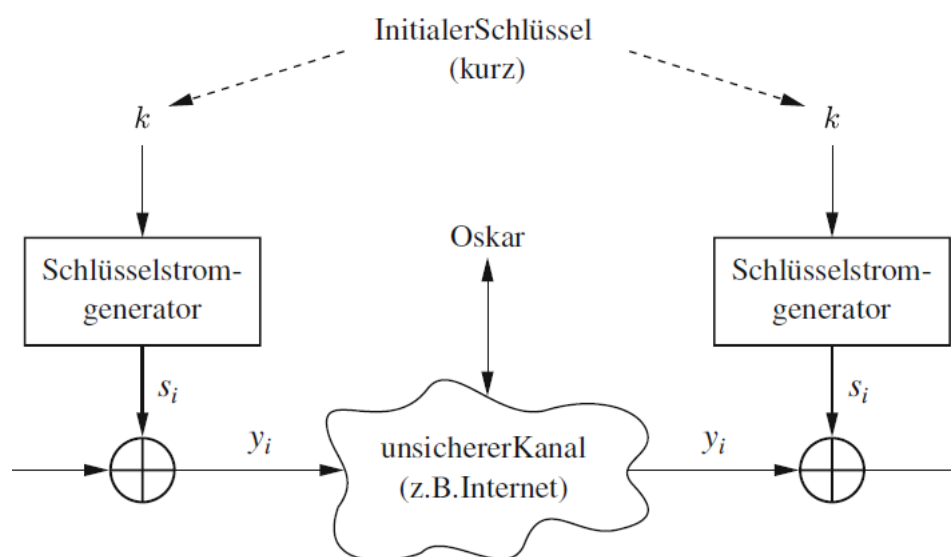 InitialerSchlüssel
(kurz)
k
k
Schlüsselstrom-
generator
Oskar
Schlüsselstrom-
generator
s_i
s_i
y_i
unsichererKanal
(z.B.Internet)
y_i